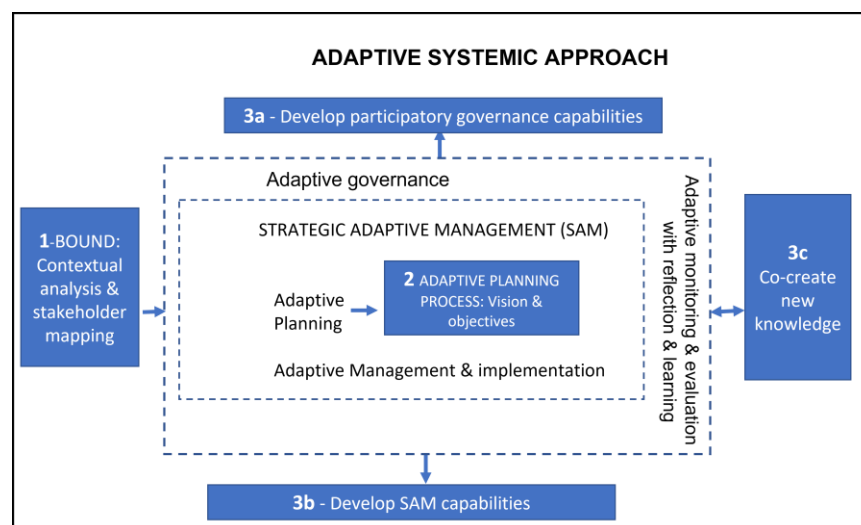 ADAPTIVE SYSTEMIC APPROACH
3a - Develop participatory governance capabilities
Adaptive governance
STRATEGIC ADAPTIVE MANAGEMENT (SAM)
1-BOUND:
Contextual
analysis &
stakeholder
mapping
Adaptive
Planning
2 ADAPTIVE PLANNING
PROCESS: Vision &
objectives
Adaptive Management & implementation
Adaptive monitoring & evaluation
with reflection & learning
3c
Co-create
new
knowledge
3b - Develop SAM capabilities